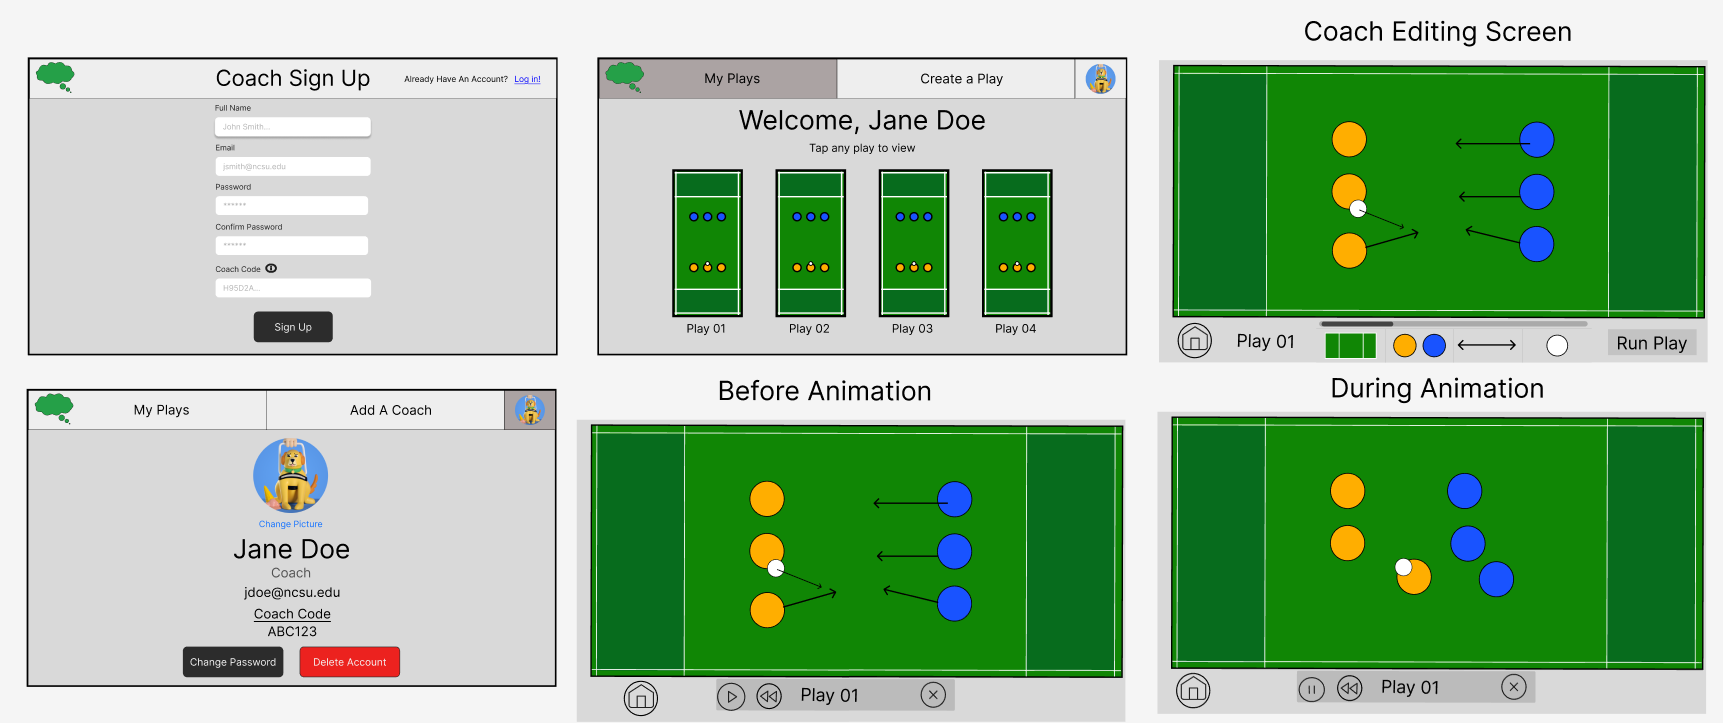 Coach Sign Up
Already Have An Account? Log in!
Full Name
John Smith...
Email
jsmith@ncsu.edu
Password
******
Confirm Password
******
Coach Code
H95D2A...
Sign Up
My Plays
Create a Play
Welcome, Jane Doe
Tap any play to view
Play 01
Play 02
Play 03
Play 04
Coach Editing Screen
Play 01
Run Play
My Plays
Add A Coach
Change Picture
Jane Doe
Coach
jdoe@ncsu.edu
Coach Code
ABC123
Change Password
Delete Account
Before Animation
Play 01
During Animation
Play 01